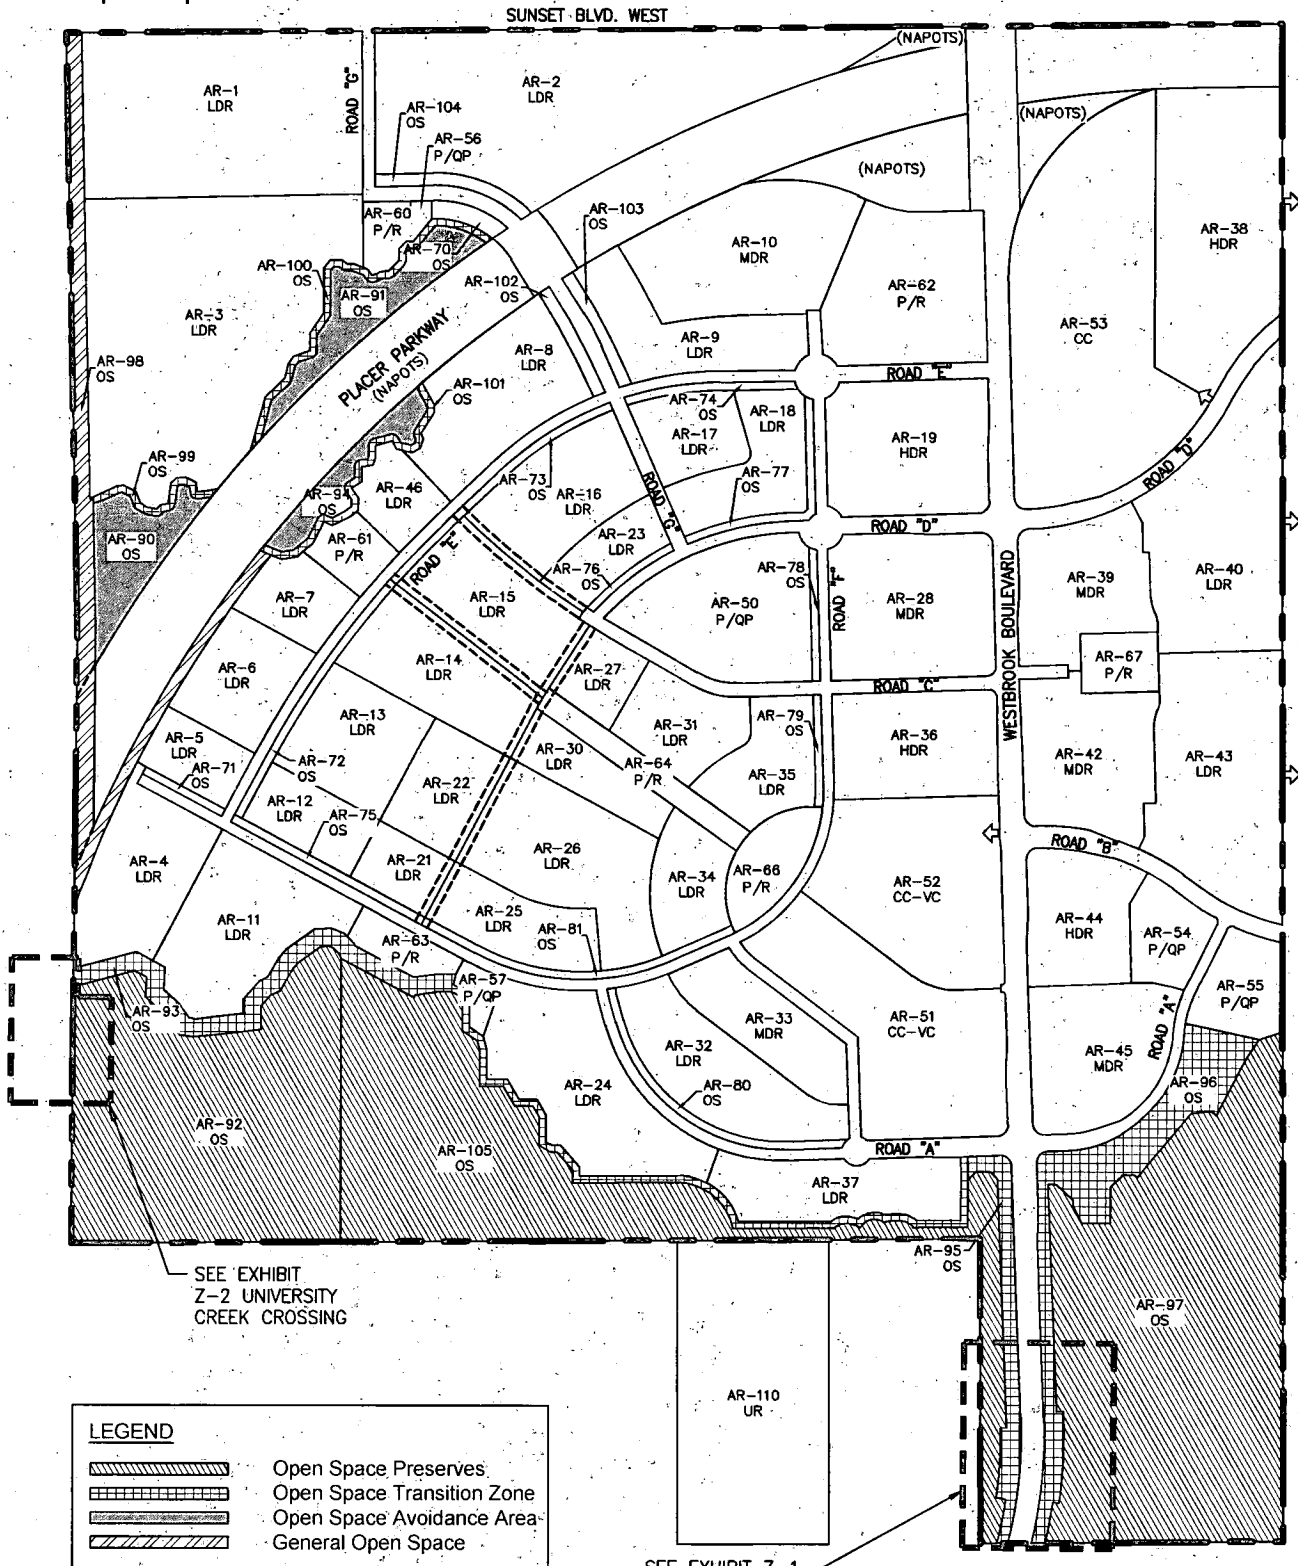 SUNSET BLVD. WEST
(NAPOTS)
AR-1
LDR
ROAD "G"
AR-2
LDR
AR-104
OS
AR-56
P/QP
(NAPOTS)
(NAPOTS)
AR-60
P/R
AR-103
OS
AR-38
HDR
AR-70
OS
AR-10
MDR
AR-100
OS
AR-91
OS
AR-102
OS
AR-62
P/R
AR-3
LDR
AR-53
CC
AR-98
OS
PLACER PARKWAY
(NAPOTS)
AR-8
LDR
AR-9
LDR
AR-101
OS
ROAD "E"
AR-74
OS
AR-18
LDR
AR-17
LDR
AR-19
HDR
AR-99
OS
AR-94
OS
AR-46
LDR
AR-73
OS
AR-16
LDR
ROAD "G"
AR-77
OS
ROAD "D"
AR-90
OS
AR-61
P/R
AR-23
LDR
ROAD "D"
ROAD "E"
AR-76
OS
AR-78
OS
AR-7
LDR
AR-15
LDR
AR-50
P/QP
ROAD "F"
AR-28
MDR
WESTBROOK BOULEVARD
AR-39
MDR
AR-40
LDR
AR-6
LDR
AR-14
LDR
AR-27
LDR
AR-67
P/R
ROAD "C"
AR-5
LDR
AR-71
OS
AR-13
LDR
AR-72
OS
AR-31
LDR
AR-79
OS
AR-36
HDR
AR-30
LDR
AR-64
P/R
AR-42
MDR
AR-43
LDR
AR-12
LDR
AR-22
LDR
AR-35
LDR
AR-75
OS
AR-4
LDR
AR-21
LDR
AR-26
LDR
AR-34
LDR
AR-66
P/R
ROAD "B"
AR-52
CC-VC
AR-11
LDR
AR-25
LDR
AR-81
OS
AR-44
HDR
AR-54
P/QP
AR-63
P/R
AR-57
P/QP
AR-55
P/QP
AR-93
OS
AR-33
MDR
AR-51
CC-VC
ROAD "A"
AR-32
LDR
AR-45
MDR
AR-24
LDR
AR-80
OS
AR-96
OS
AR-92
OS
AR-105
OS
ROAD "A"
AR-37
LDR
AR-95
OS
SEE EXHIBIT
Z-2 UNIVERSITY
CREEK CROSSING
AR-97
OS
AR-110
UR
LEGEND
Open Space Preserves
Open Space Transition Zone
Open Space Avoidance Area
General Open Space
SEE EXHIBIT Z-1